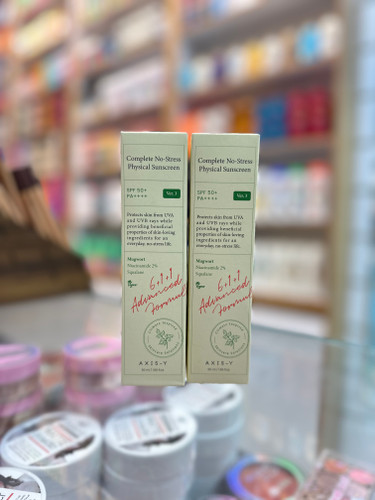 Complete No-Stress
Physical Sunscreen
SPF 50+
PA++++
Ver. 3
Protects skin from UVA
and UVB rays while
providing beneficial
properties of skin-loving
ingredients for an
everyday, no-stress life.
Mugwort
Niacinamide 2%
Squalane
6+1+1
Advanced
Formula
AXIS-Y
Complete No-Stress
Physical Sunscreen
SPF 50+
PA++++
Ver. 3
Protects skin from UVA
and UVB rays while
providing beneficial
properties of skin-loving
ingredients for an
everyday, no-stress life.
Mugwort
Niacinamide 2%
Squalane
6+1+1
Advanced
Formul
AXIS-Y